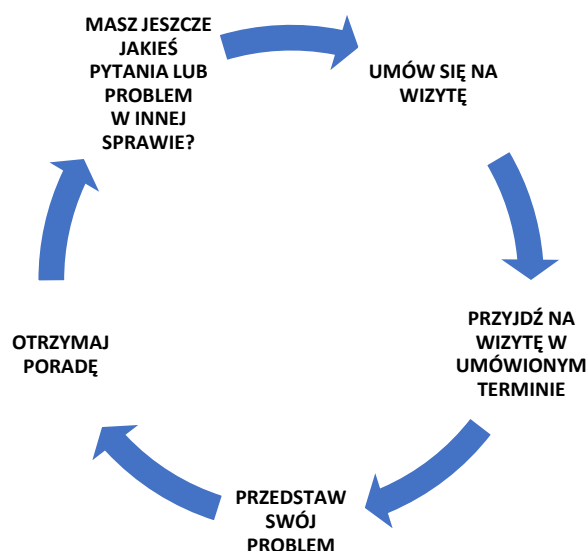 MASZ JESZCZE
JAKIEŚ
PYTANIA LUB
PROBLEM
W INNEJ
SPRAWIE?
UMÓW SIĘ NA
WIZYTĘ
PRZYJDŹ NA
WIZYTĘ W
UMÓWIONYM
TERMINIE
PRZEDSTAW
SWÓJ
PROBLEM
OTRZYMAJ
PORADĘ